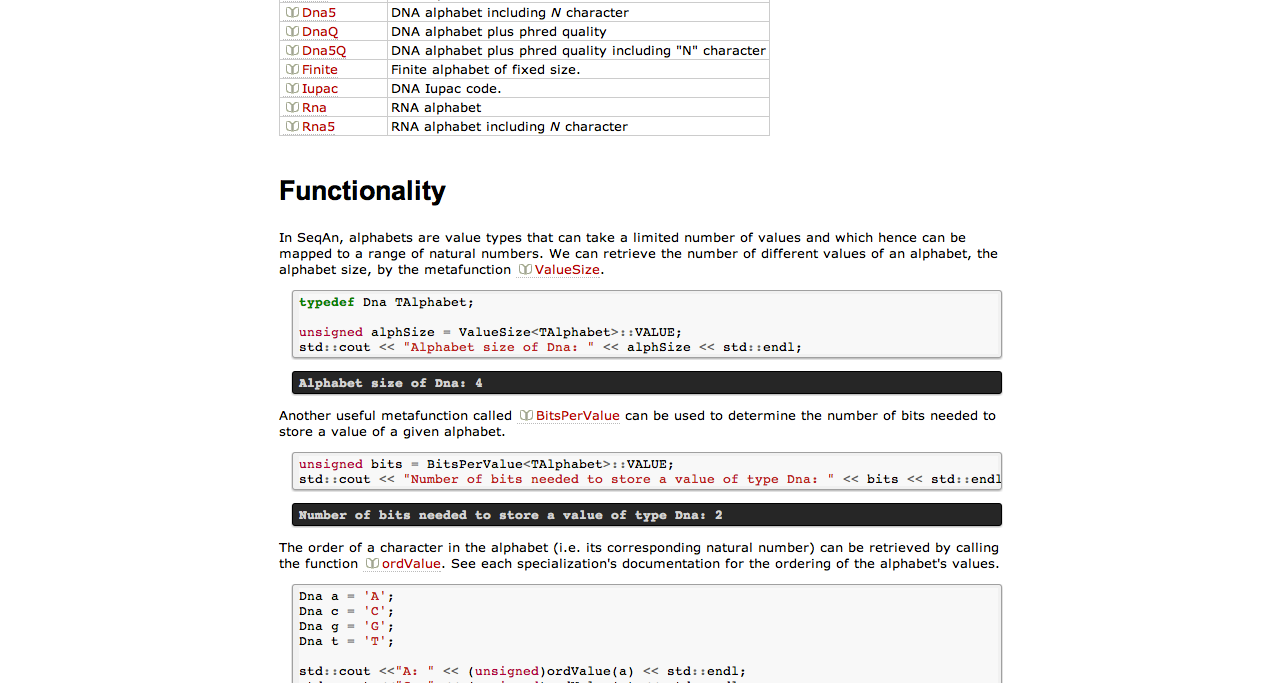 Dna5 DNA alphabet including N character
DnaQ DNA alphabet plus phred quality
Dna5Q DNA alphabet plus phred quality including "N" character
Finite Finite alphabet of fixed size.
Iupac DNA Iupac code.
Rna RNA alphabet
Rna5 RNA alphabet including N character
Functionality
In SeqAn, alphabets are value types that can take a limited number of values and which hence can be
mapped to a range of natural numbers. We can retrieve the number of different values of an alphabet, the
alphabet size, by the metafunction ValueSize.
typedef Dna TAlphabet;
unsigned alphSize = ValueSize<TAlphabet>::VALUE;
std::cout << "Alphabet size of Dna: " << alphSize << std::endl;
Alphabet size of Dna: 4
Another useful metafunction called BitsPerValue can be used to determine the number of bits needed to
store a value of a given alphabet.
unsigned bits = BitsPerValue<TAlphabet>::VALUE;
std::cout << "Number of bits needed to store a value of type Dna: " << bits << std::endl
Number of bits needed to store a value of type Dna: 2
The order of a character in the alphabet (i.e. its corresponding natural number) can be retrieved by calling
the function ordValue. See each specialization's documentation for the ordering of the alphabet's values.
Dna a = 'A';
Dna c = 'C';
Dna g = 'G';
Dna t = 'T';
std::cout <<"A: " << (unsigned)ordValue(a) << std::endl;